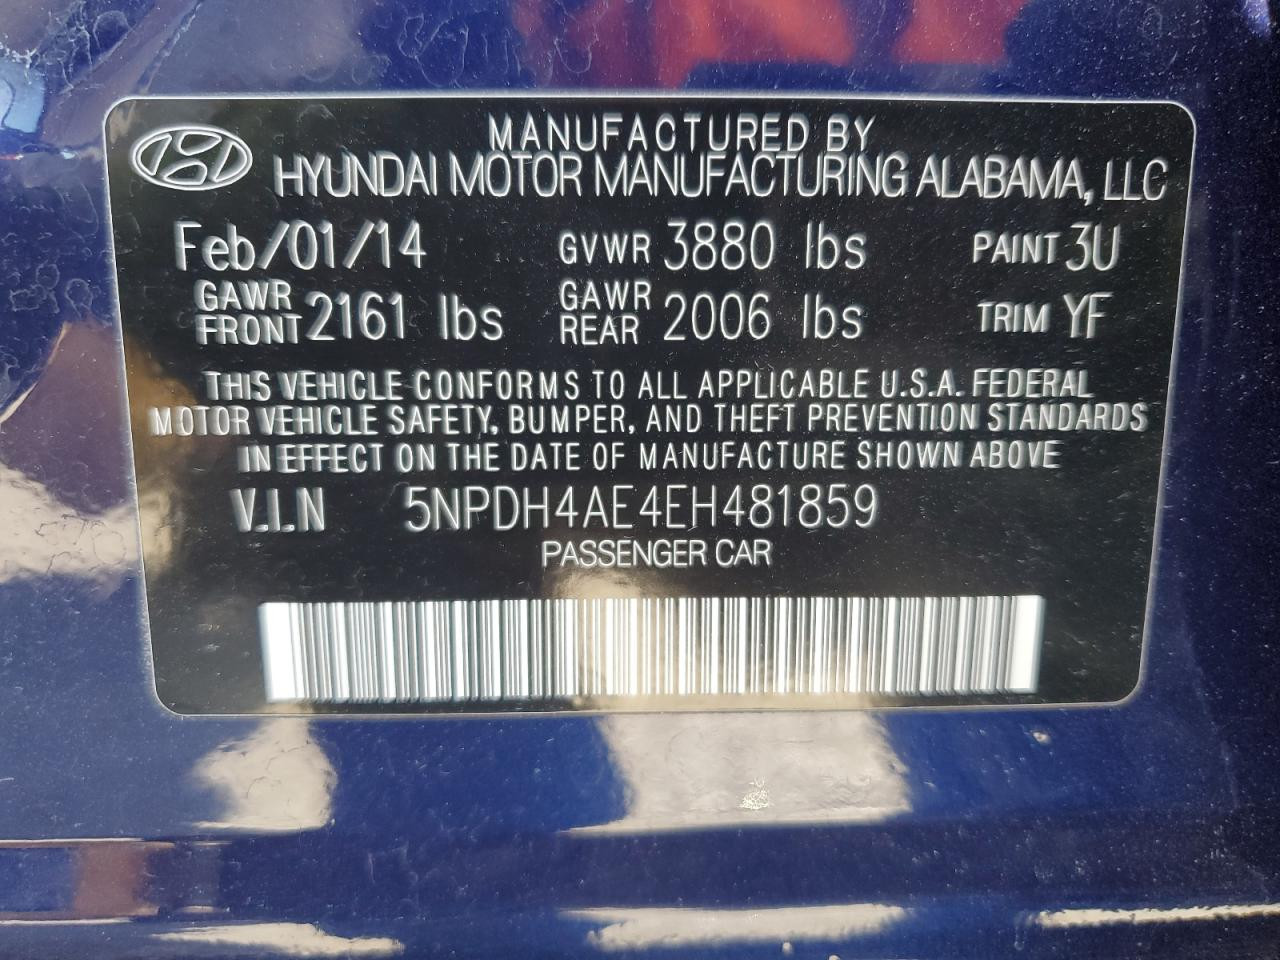 MANUFACTURED BY
HYUNDAI MOTOR MANUFACTURING ALABAMA, LLC
Feb/01/14 GVWR 3880 lbs PAINT 3U
GAWR FRONT 2161 lbs GAWR REAR 2006 lbs TRIM YF
THIS VEHICLE CONFORMS TO ALL APPLICABLE U.S.A. FEDERAL
MOTOR VEHICLE SAFETY, BUMPER, AND THEFT PREVENTION STANDARDS
IN EFFECT ON THE DATE OF MANUFACTURE SHOWN ABOVE
V.I.N 5NPDH4AE4EH481859
PASSENGER CAR